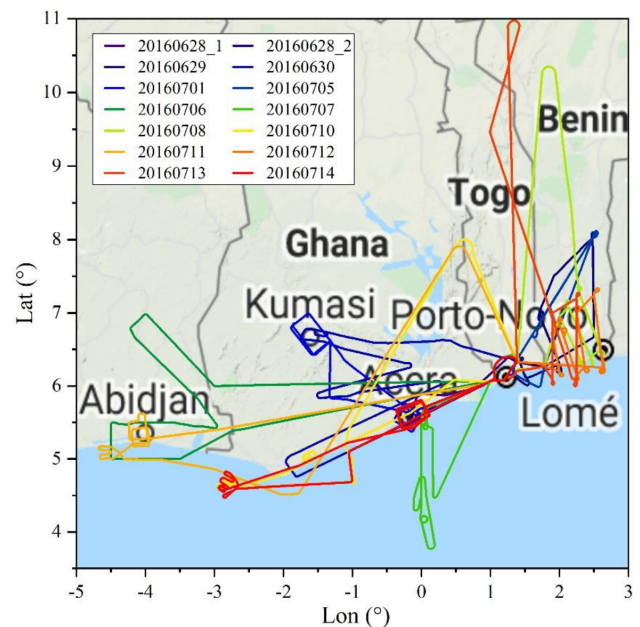 11
10
9
8
7
6
5
4
Lat (°)
20160628_1 20160628_2
20160629 20160630
20160701 20160705
20160706 20160707
20160708 20160710
20160711 20160712
20160713 20160714
Benin
Togo
Ghana
Kumasi Porto-Novo
Accra
Abidjan
Lomé
-5 -4 -3 -2 -1 0 1 2 3
Lon (°)